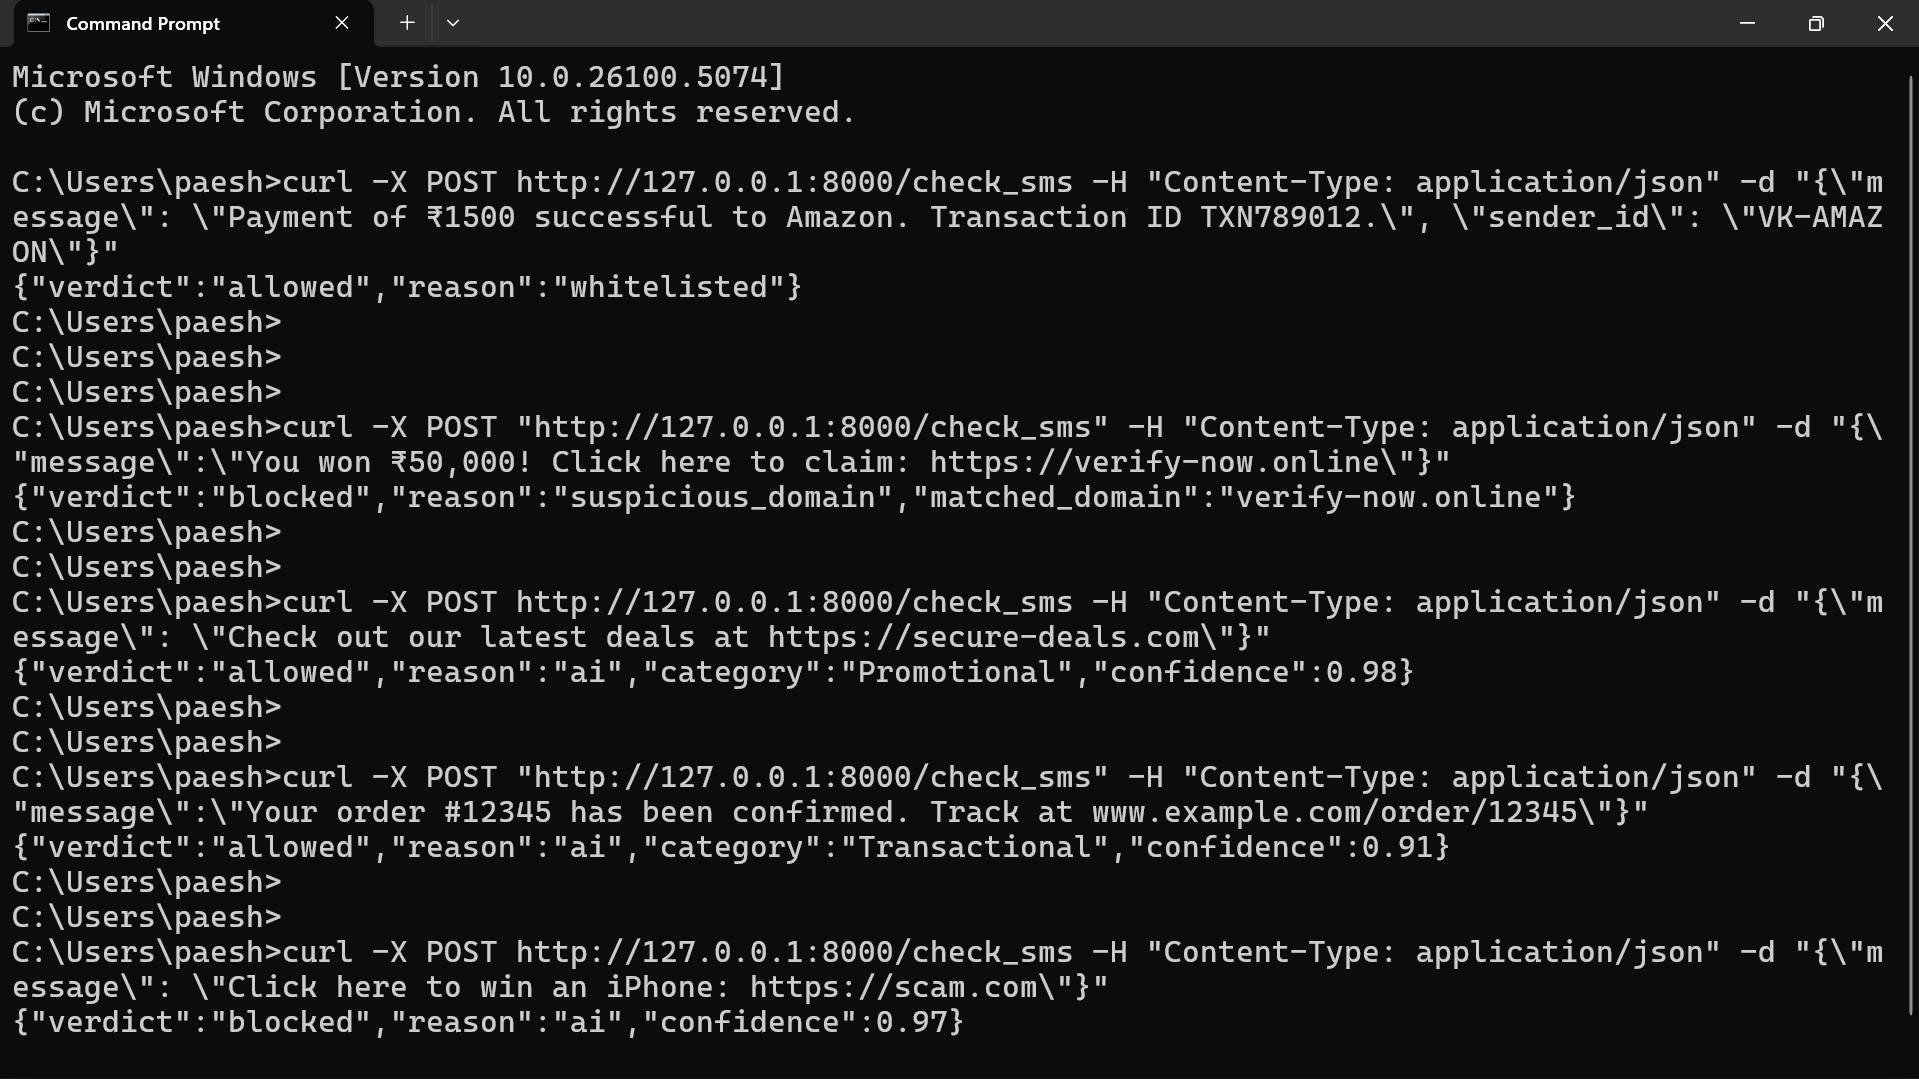 Command Prompt
Microsoft Windows [Version 10.0.26100.5074]
(c) Microsoft Corporation. All rights reserved.
C:\Users\paesh>curl -X POST http://127.0.0.1:8000/check_sms -H "Content-Type: application/json" -d "{\"m
essage\": \"Payment of ₹1500 successful to Amazon. Transaction ID TXN789012.\", \"sender_id\": \"VK-AMAZ
ON\"}"
{"verdict":"allowed","reason":"whitelisted"}
C:\Users\paesh>
C:\Users\paesh>
C:\Users\paesh>
C:\Users\paesh>curl -X POST "http://127.0.0.1:8000/check_sms" -H "Content-Type: application/json" -d "{\
"message\":\"You won ₹50,000! Click here to claim: https://verify-now.online\"}"
{"verdict":"blocked","reason":"suspicious_domain","matched_domain":"verify-now.online"}
C:\Users\paesh>
C:\Users\paesh>
C:\Users\paesh>curl -X POST http://127.0.0.1:8000/check_sms -H "Content-Type: application/json" -d "{\"m
essage\": \"Check out our latest deals at https://secure-deals.com\"}"
{"verdict":"allowed","reason":"ai","category":"Promotional","confidence":0.98}
C:\Users\paesh>
C:\Users\paesh>
C:\Users\paesh>curl -X POST "http://127.0.0.1:8000/check_sms" -H "Content-Type: application/json" -d "{\
"message\":\"Your order #12345 has been confirmed. Track at www.example.com/order/12345\"}"
{"verdict":"allowed","reason":"ai","category":"Transactional","confidence":0.91}
C:\Users\paesh>
C:\Users\paesh>
C:\Users\paesh>curl -X POST http://127.0.0.1:8000/check_sms -H "Content-Type: application/json" -d "{\"m
essage\": \"Click here to win an iPhone: https://scam.com\"}"
{"verdict":"blocked","reason":"ai","confidence":0.97}